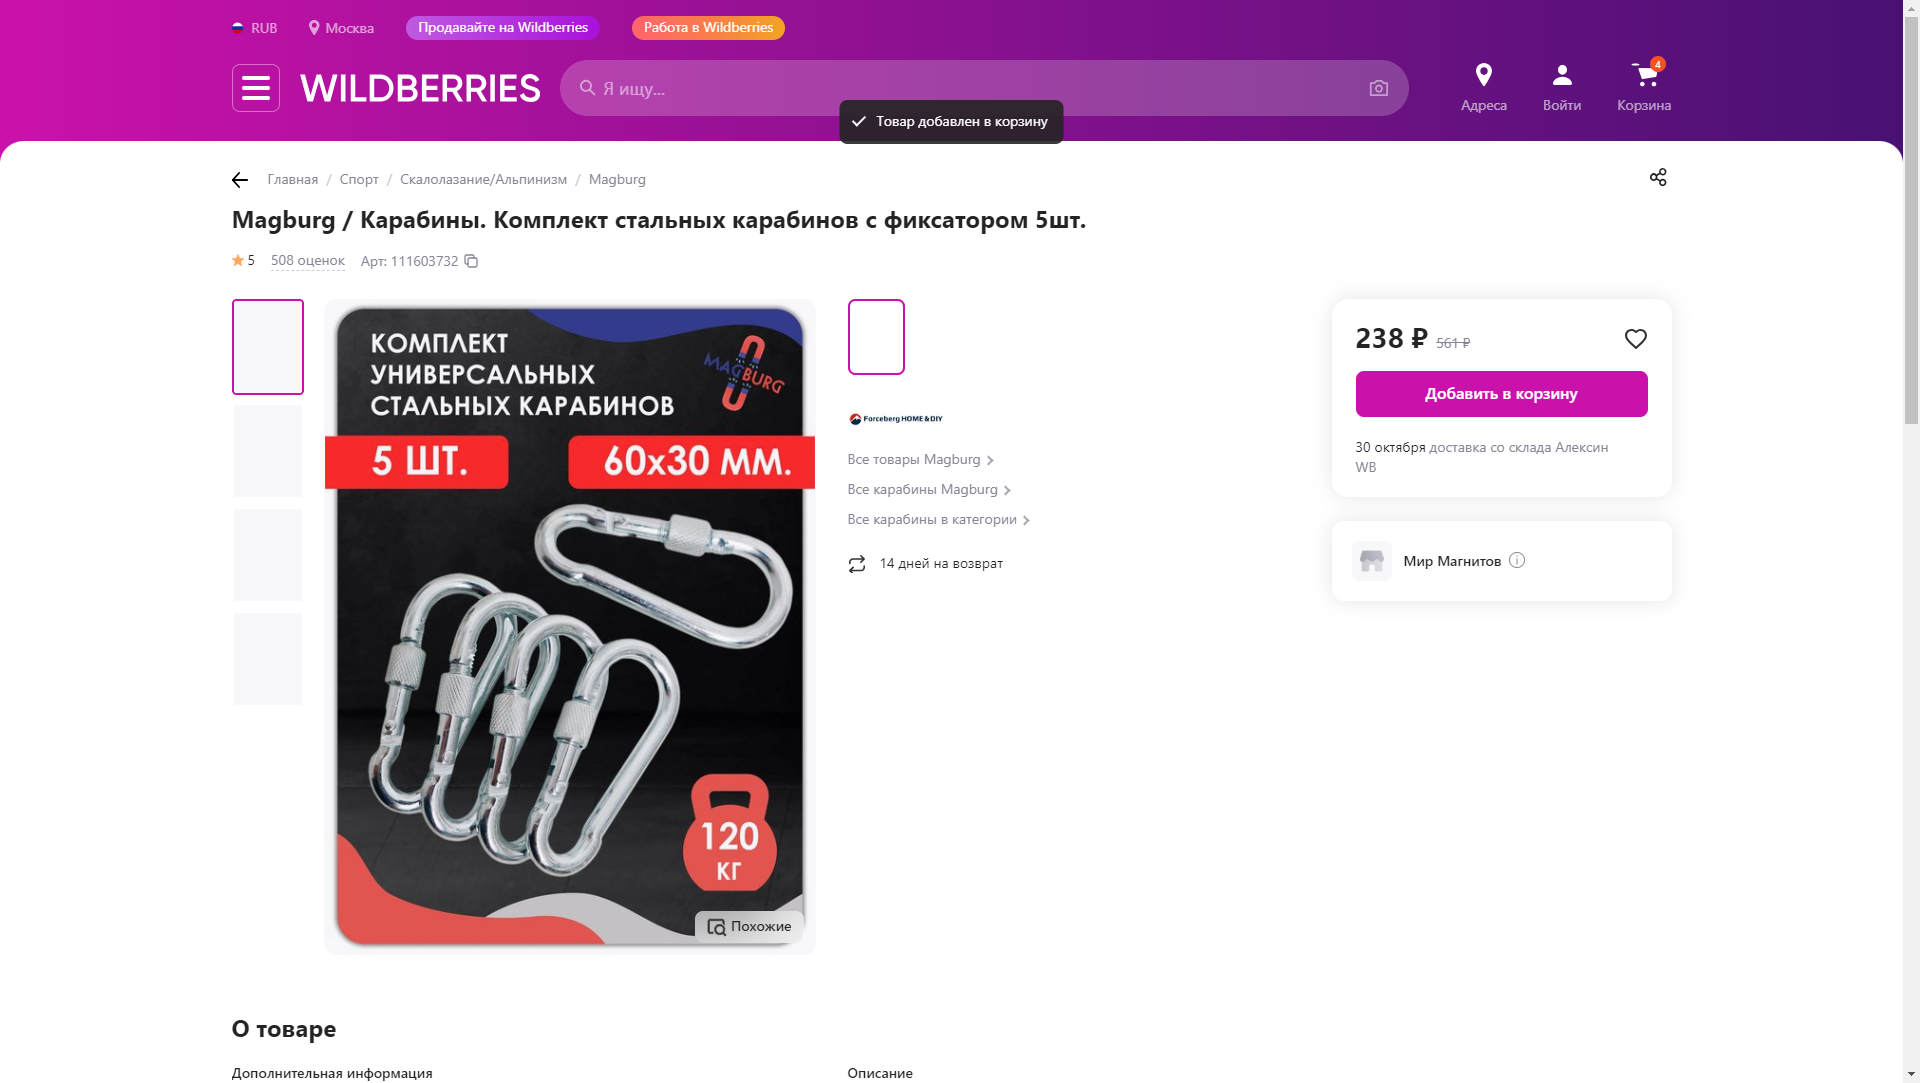 RUB
Москва
Продавайте на Wildberries
Работа в Wildberries
WILDBERRIES
Я ищу...
Адреса
Войти
4
Корзина
Товар добавлен в корзину
Главная / Спорт / Скалолазание/Альпинизм / Magburg
Magburg / Карабины. Комплект стальных карабинов с фиксатором 5шт.
5
508 оценок
Арт: 111603732
КОМПЛЕКТ
УНИВЕРСАЛЬНЫХ
СТАЛЬНЫХ КАРАБИНОВ
MAGBURG
5 ШТ.
60х30 ММ.
120
КГ
Похожие
Forceberg HOME & DIY
Все товары Magburg
Все карабины Magburg
Все карабины в категории
14 дней на возврат
238 ₽ 561 ₽
Добавить в корзину
30 октября доставка со склада Алексин
WB
Мир Магнитов
О товаре
Дополнительная информация
Описание